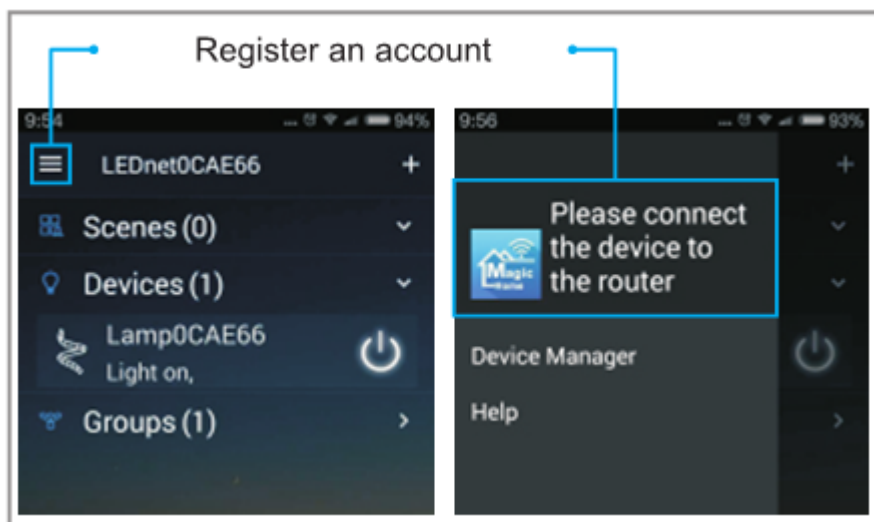 Register an account
9:54 ... 94%
LEDnet0CAE66 +
Scenes (0)
Devices (1)
Lamp0CAE66
Light on,
Groups (1)
9:56 ... 93%
+
Please connect
the device to
the router
Magic
Device Manager
Help